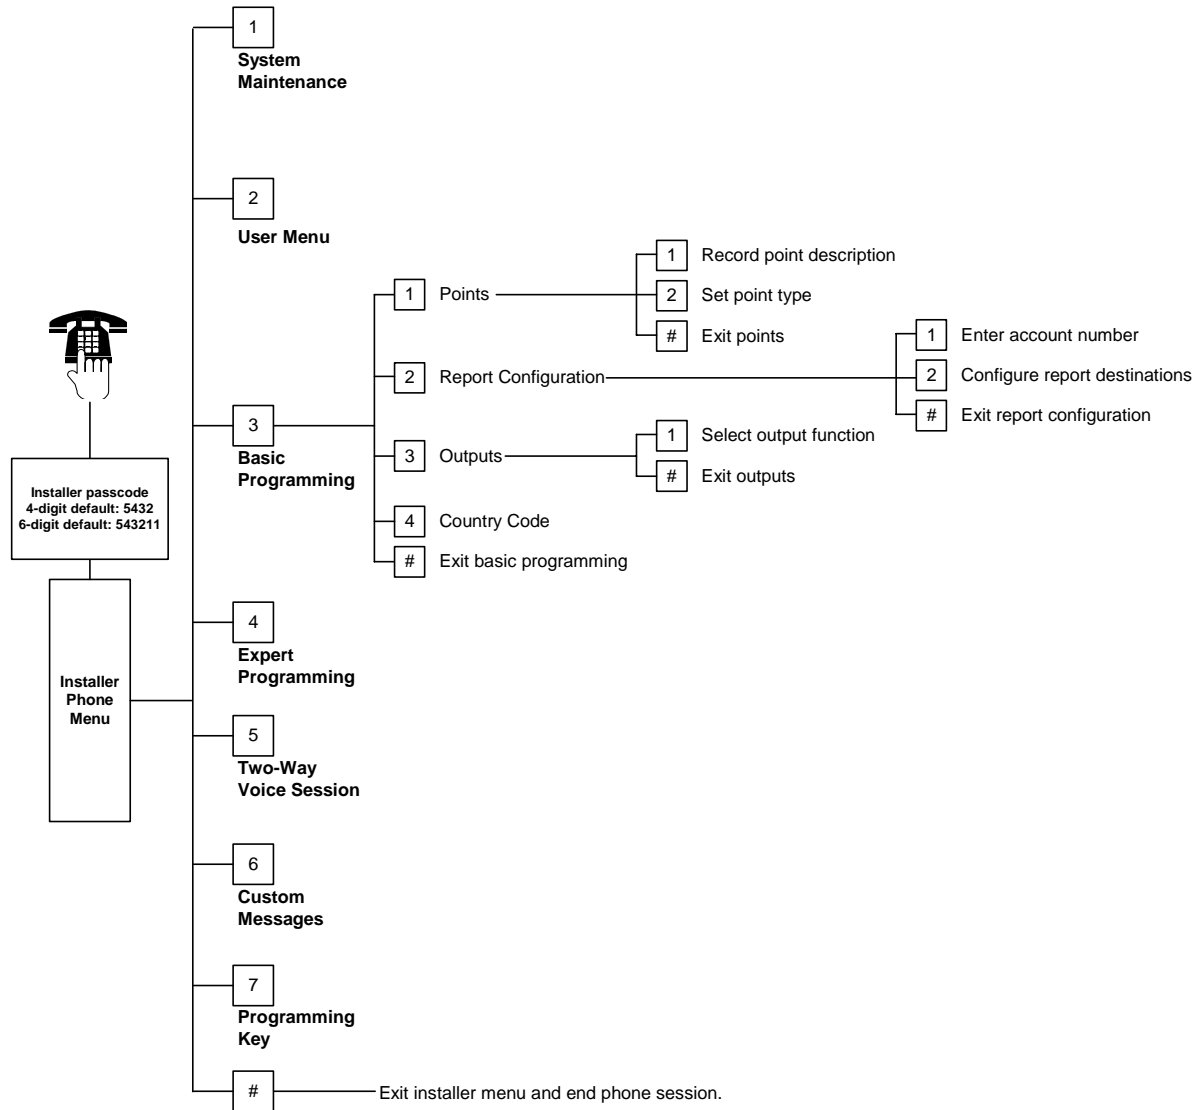 1
System
Maintenance
2
User Menu
Installer passcode
4-digit default: 5432
6-digit default: 543211
Installer
Phone
Menu
3
Basic
Programming
1 Points
1 Record point description
2 Set point type
# Exit points
2 Report Configuration
1 Enter account number
2 Configure report destinations
# Exit report configuration
3 Outputs
1 Select output function
# Exit outputs
4 Country Code
# Exit basic programming
4
Expert
Programming
5
Two-Way
Voice Session
6
Custom
Messages
7
Programming
Key
# Exit installer menu and end phone session.